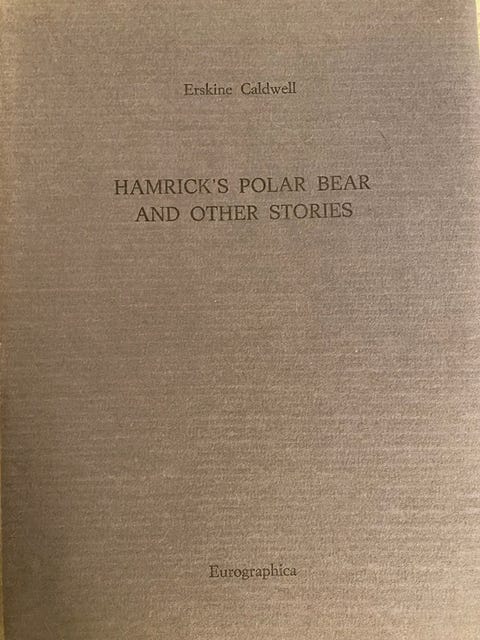 Erskine Caldwell
HAMRICK'S POLAR BEAR
AND OTHER STORIES
Eurographica